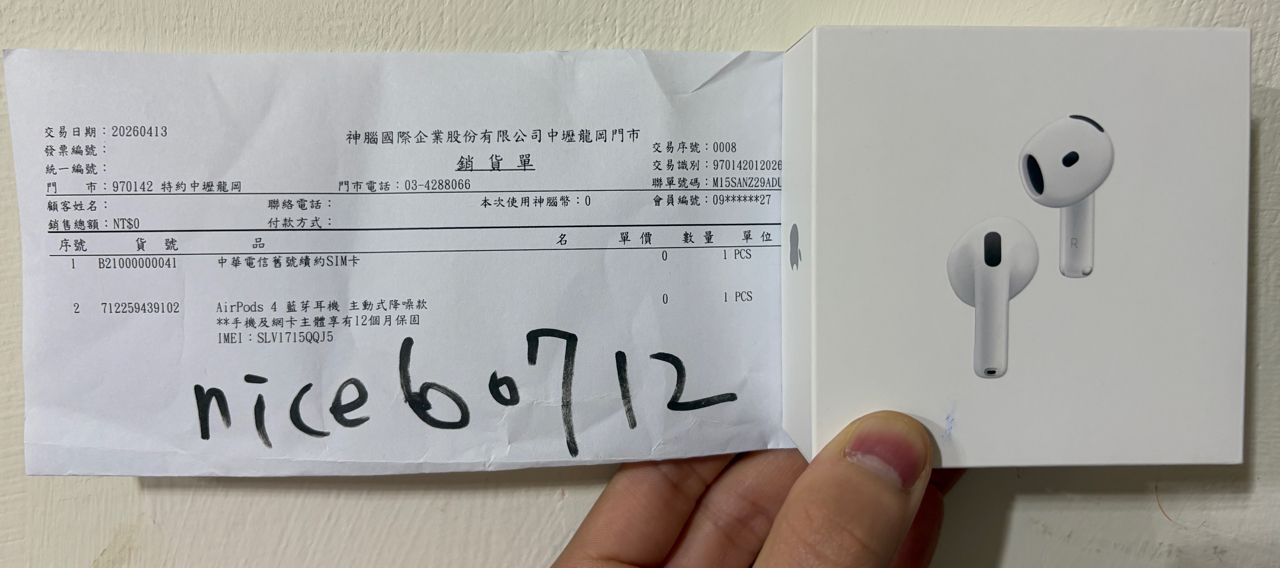 神腦國際企業股份有限公司中壢龍岡門市
銷貨單
交易日期：20260413
發票編號：
統一編號：
交易序號：0008
交易識別：970142012026
門　市：970142 特約中壢龍岡　門市電話：03-4288066　聯單號碼：M15SANZ29ADU
顧客姓名：　聯絡電話：　本次使用神腦幣：0　會員編號：09******27
銷售總額：NT$0　付款方式：
序號　貨　號　品　名　單　價　數　量　單　位
1　B21000000041　中華電信舊號續約SIM卡　0　1 PCS
2　712259439102　AirPods 4 藍芽耳機 主動式降噪款　0　1 PCS
**手機及網卡主體享有12個月保固
IMEI：SLV1715QQJ5
nice60712
R